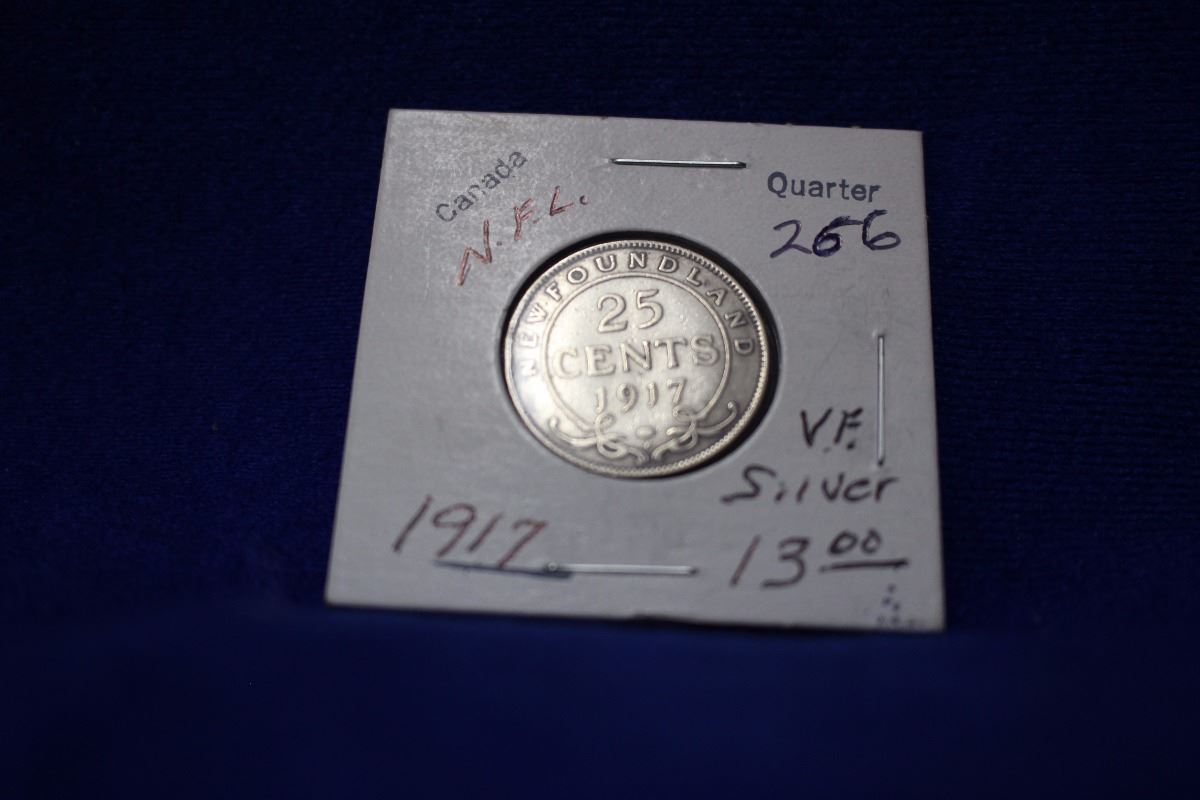 Canada
N.F.L.
Quarter
266
NEWFOUNDLAND
25
CENTS
1917
V.F.
Silver
1917
13 00